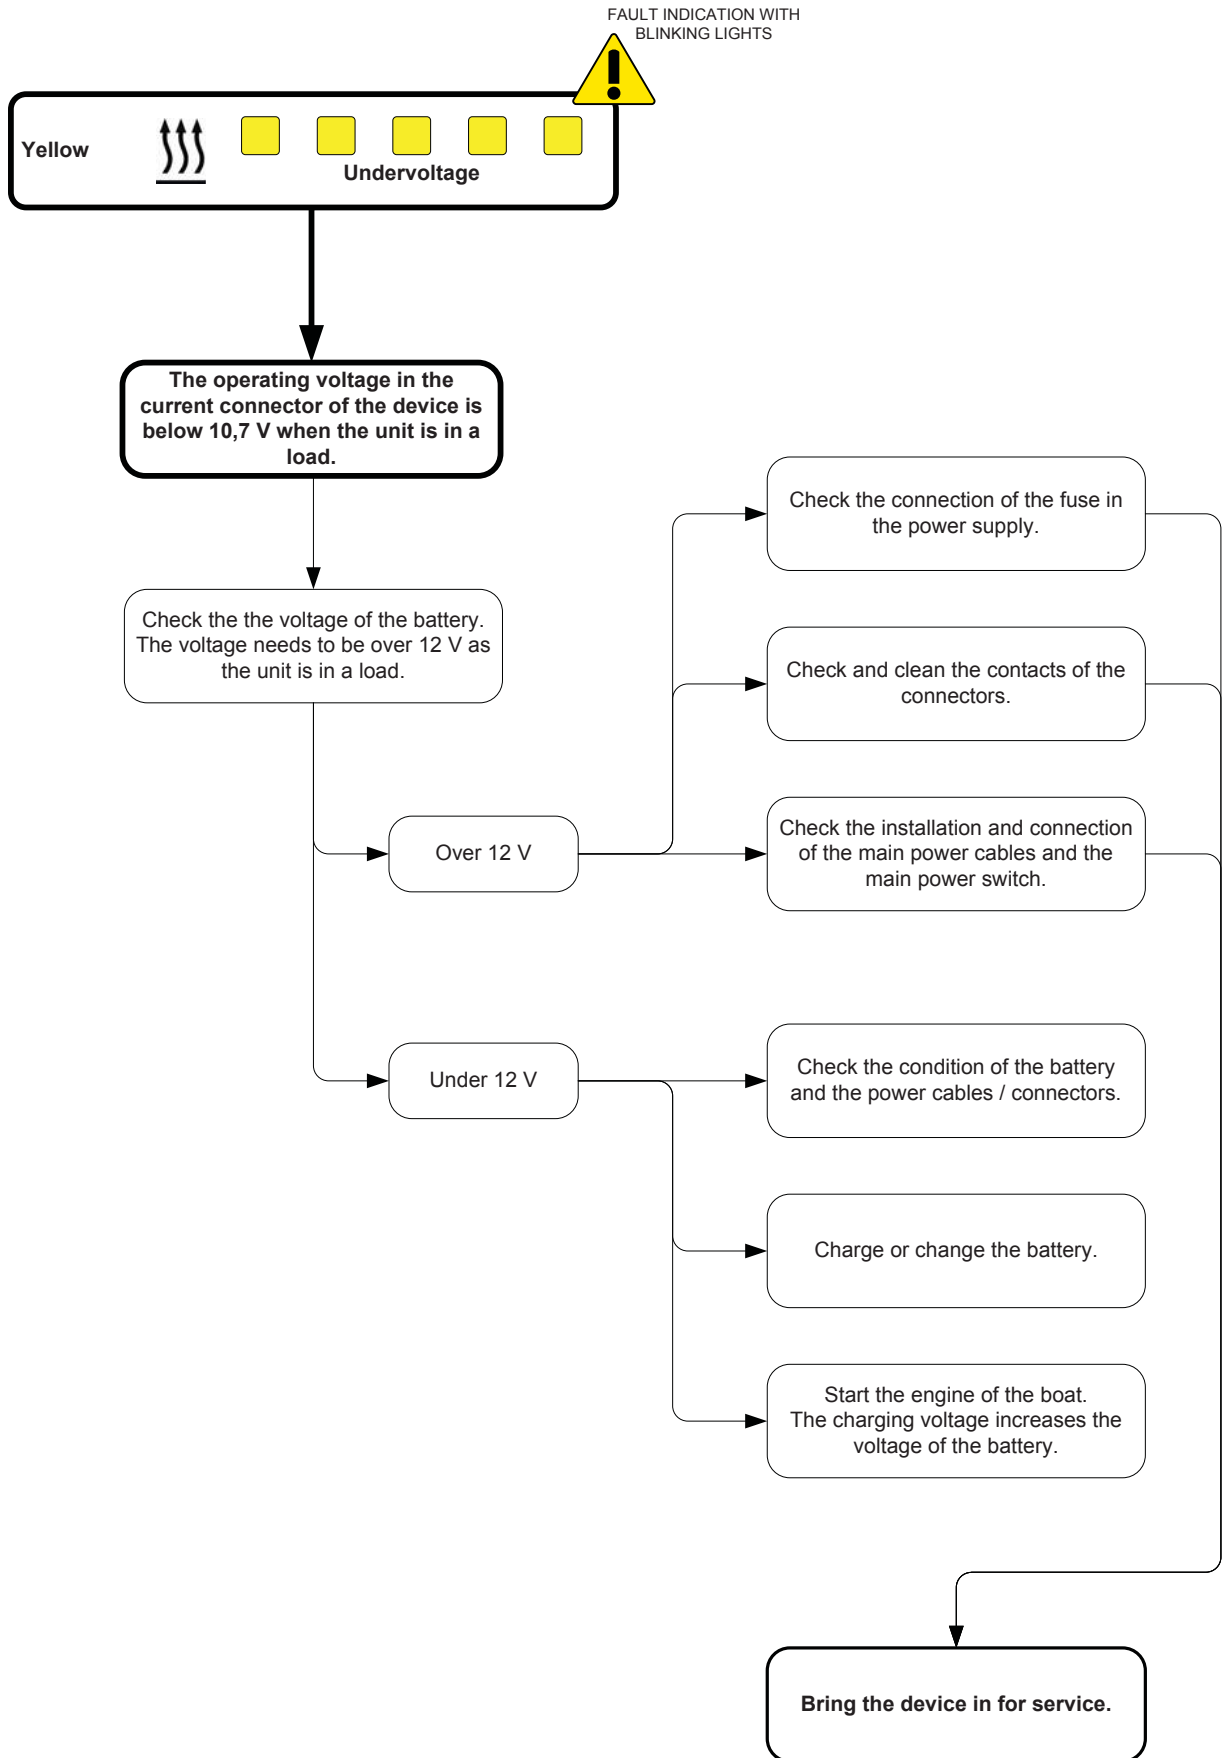 FAULT INDICATION WITH
BLINKING LIGHTS
Yellow
Undervoltage
The operating voltage in the
current connector of the device is
below 10,7 V when the unit is in a
load.
Check the the voltage of the battery.
The voltage needs to be over 12 V as
the unit is in a load.
Over 12 V
Check the connection of the fuse in
the power supply.
Check and clean the contacts of the
connectors.
Check the installation and connection
of the main power cables and the
main power switch.
Under 12 V
Check the condition of the battery
and the power cables / connectors.
Charge or change the battery.
Start the engine of the boat.
The charging voltage increases the
voltage of the battery.
Bring the device in for service.